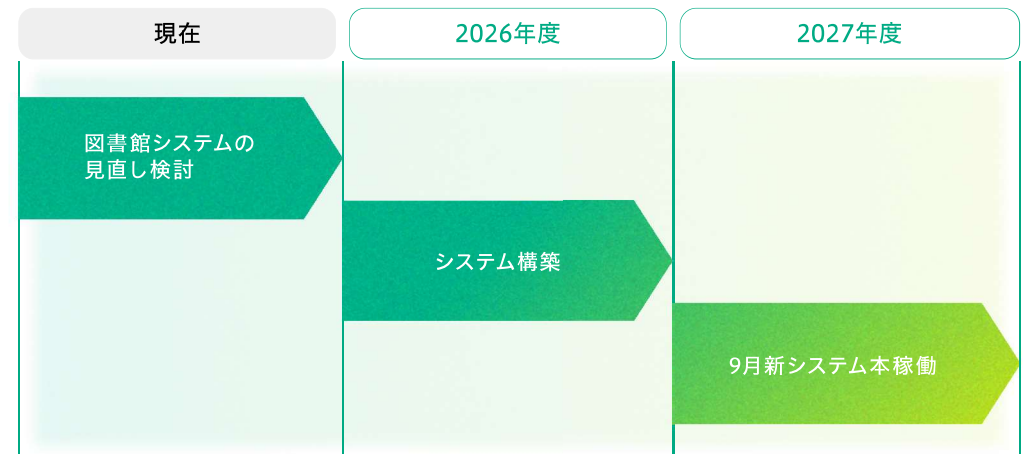 現在
2026年度
2027年度
図書館システムの
見直し検討
システム構築
9月新システム本稼働